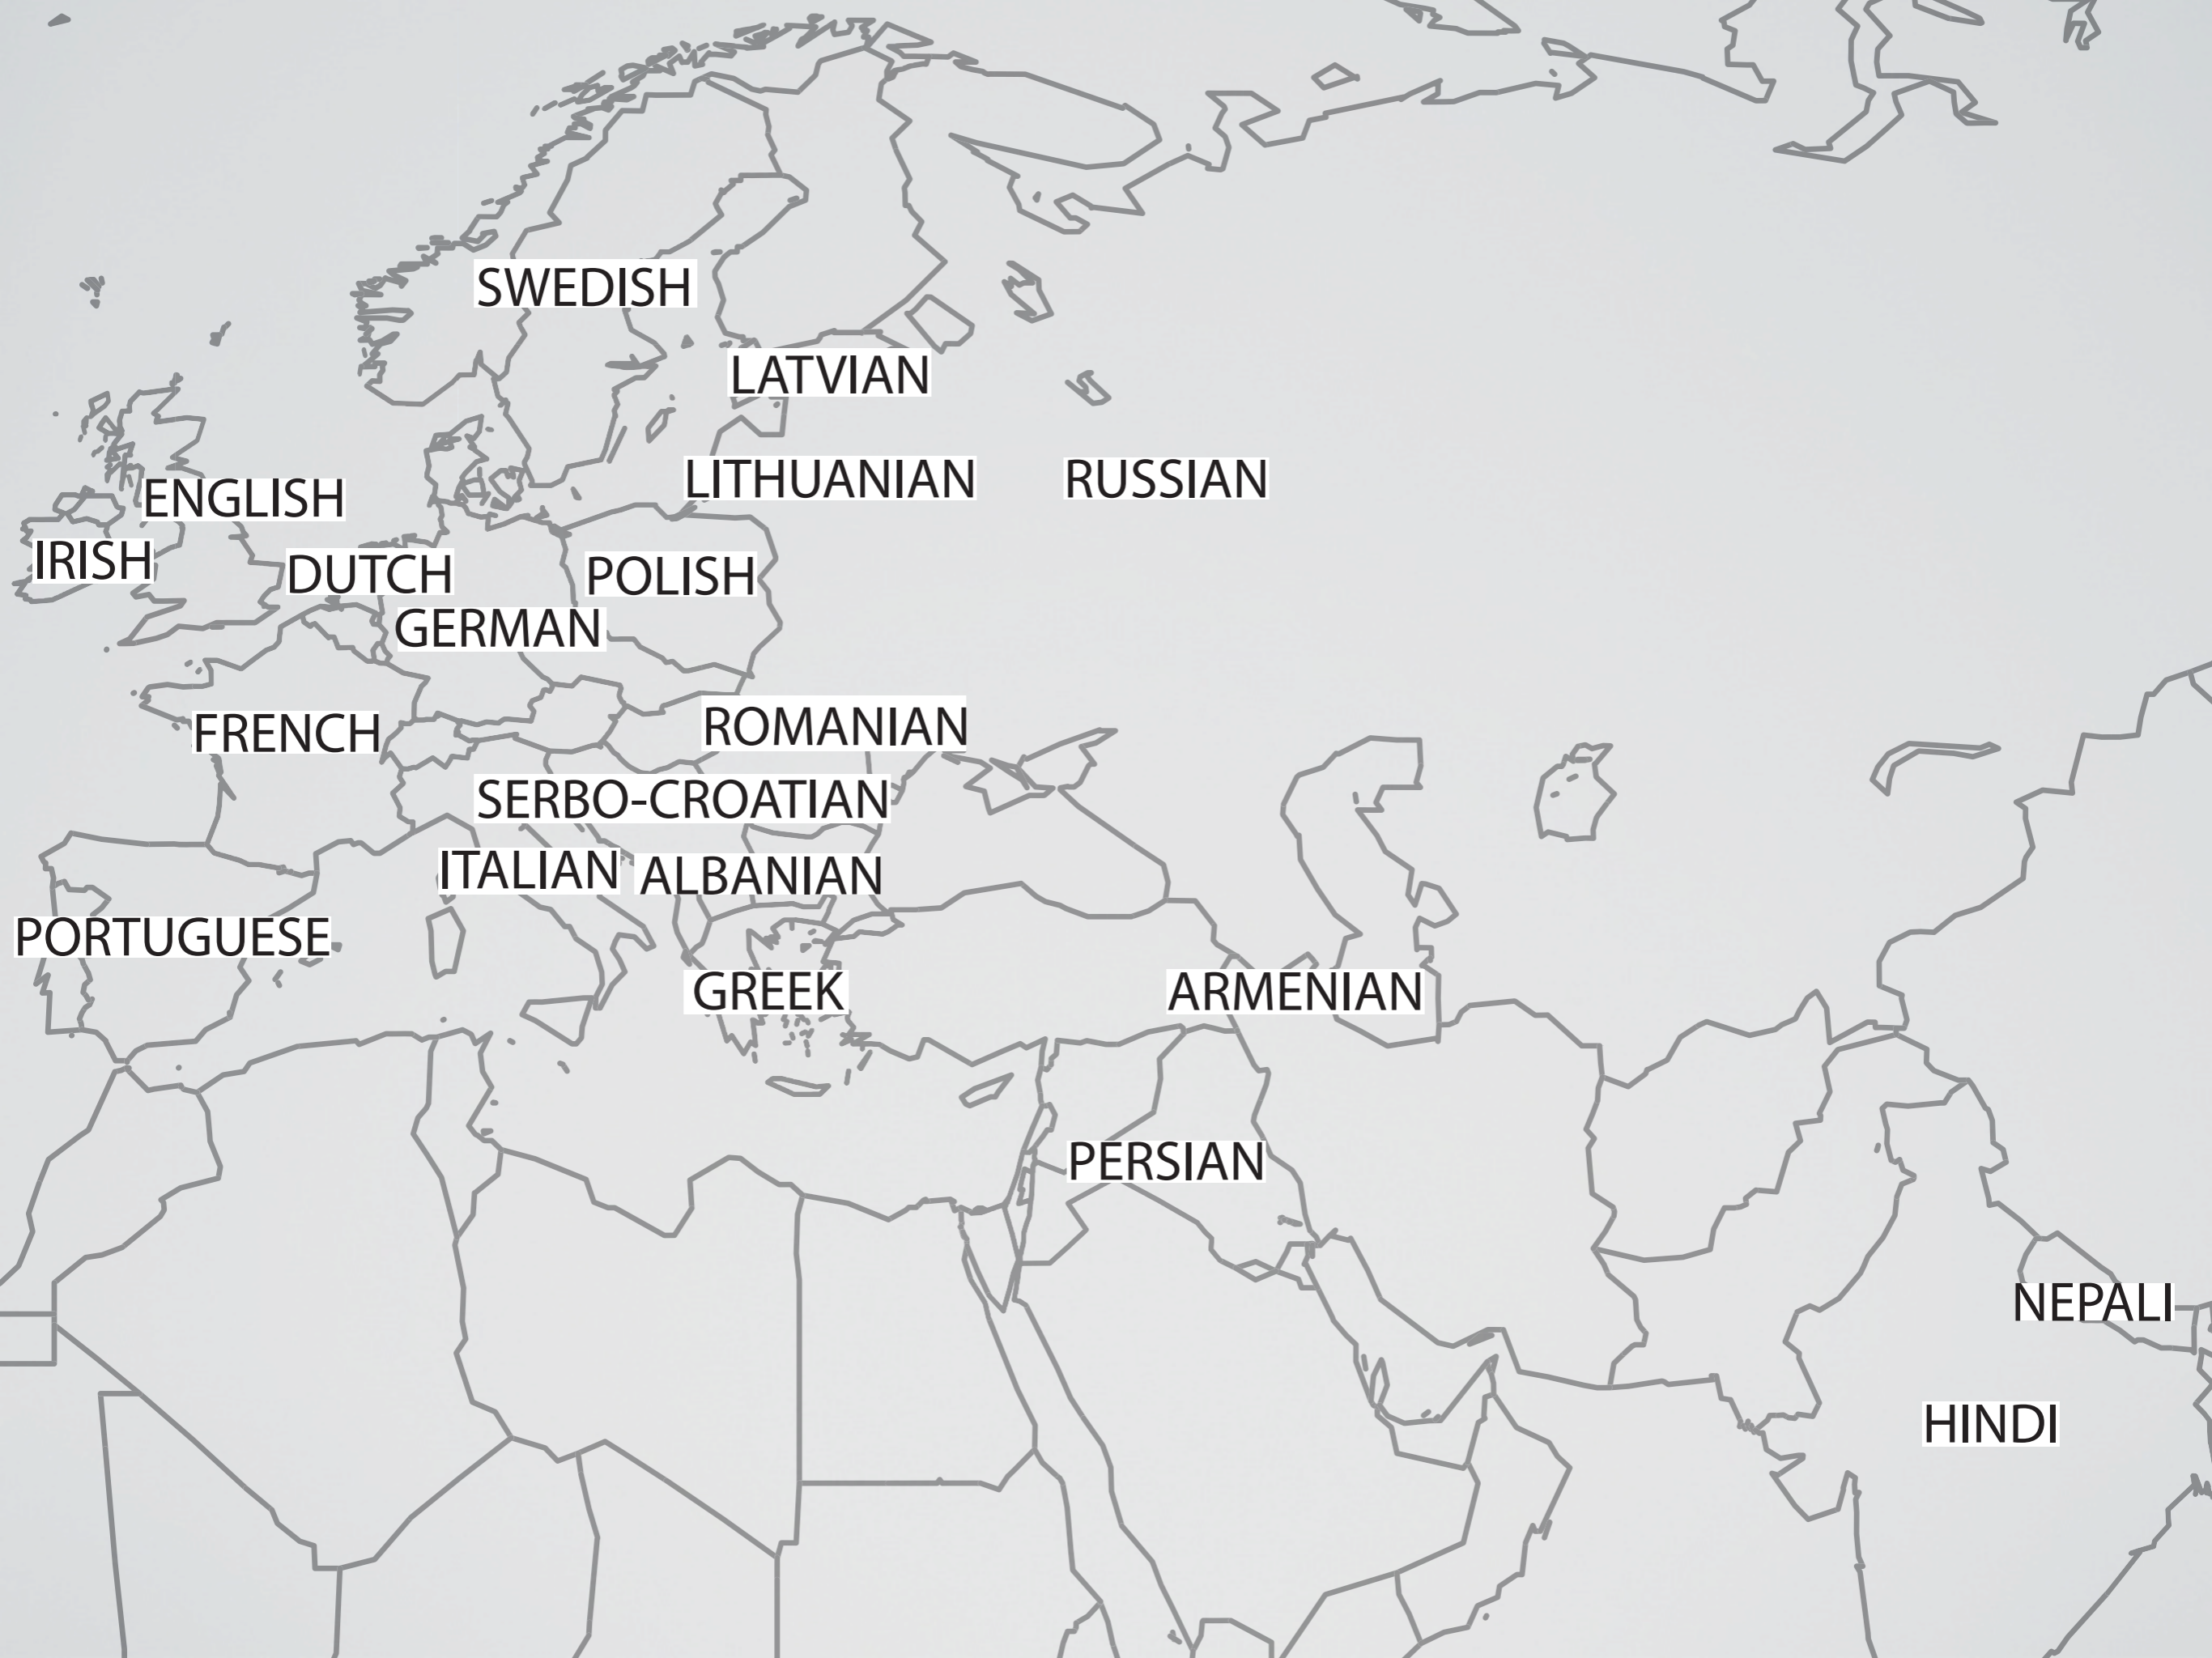 SWEDISH
LATVIAN
LITHUANIAN
RUSSIAN
ENGLISH
IRISH
DUTCH
POLISH
GERMAN
ROMANIAN
FRENCH
SERBO-CROATIAN
ITALIAN
ALBANIAN
PORTUGUESE
GREEK
ARMENIAN
PERSIAN
NEPALI
HINDI